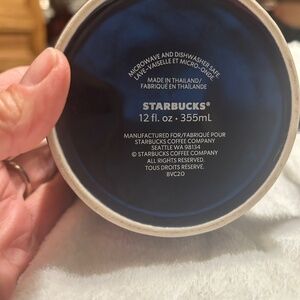 MICROWAVE AND DISHWASHER SAFE
LAVE-VAISELLE ET MICRO-ONDE
MADE IN THAILAND/
FABRIQUÉ EN THAÏLANDE
STARBUCKS®
12 fl. oz · 355mL
MANUFACTURED FOR/FABRIQUÉ POUR
STARBUCKS COFFEE COMPANY
SEATTLE WA 98134
© STARBUCKS COFFEE COMPANY
ALL RIGHTS RESERVED.
TOUS DROITS RÉSERVÉ.
BVC20